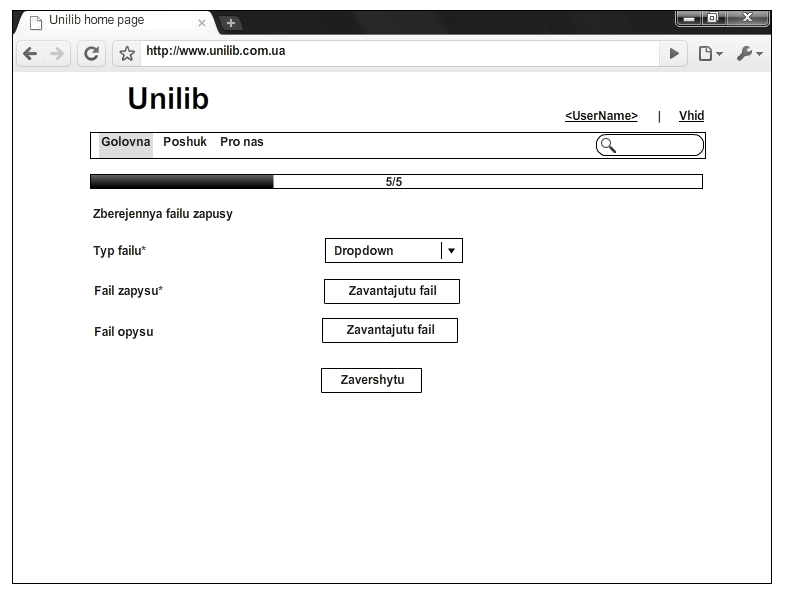 Unilib home page
http://www.unilib.com.ua
Unilib
<UserName> | Vhid
Golovna Poshuk Pro nas
5/5
Zberejennya failu zapusy
Typ failu* Dropdown
Fail zapysu* Zavantajutu fail
Fail opysu Zavantajutu fail
Zavershytu